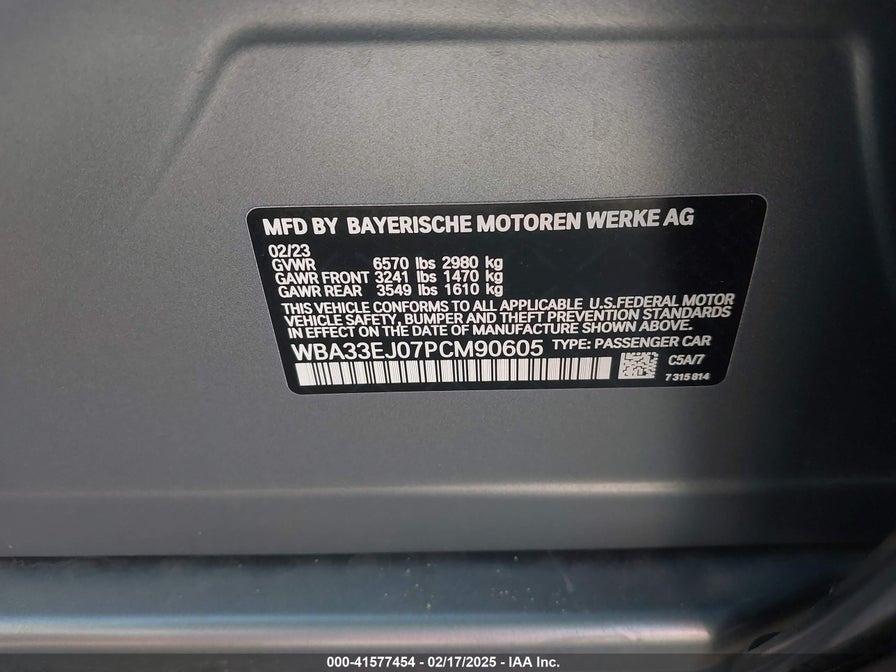 MFD BY BAYERISCHE MOTOREN WERKE AG
02/23
GVWR 6570 lbs 2980 kg
GAWR FRONT 3241 lbs 1470 kg
GAWR REAR 3549 lbs 1610 kg
THIS VEHICLE CONFORMS TO ALL APPLICABLE U.S.FEDERAL MOTOR
VEHICLE SAFETY, BUMPER AND THEFT PREVENTION STANDARDS
IN EFFECT ON THE DATE OF MANUFACTURE SHOWN ABOVE.
WBA33EJ07PCM90605 TYPE: PASSENGER CAR
C5A/7
7 315 814
000-41577454 - 02/17/2025 - IAA Inc.